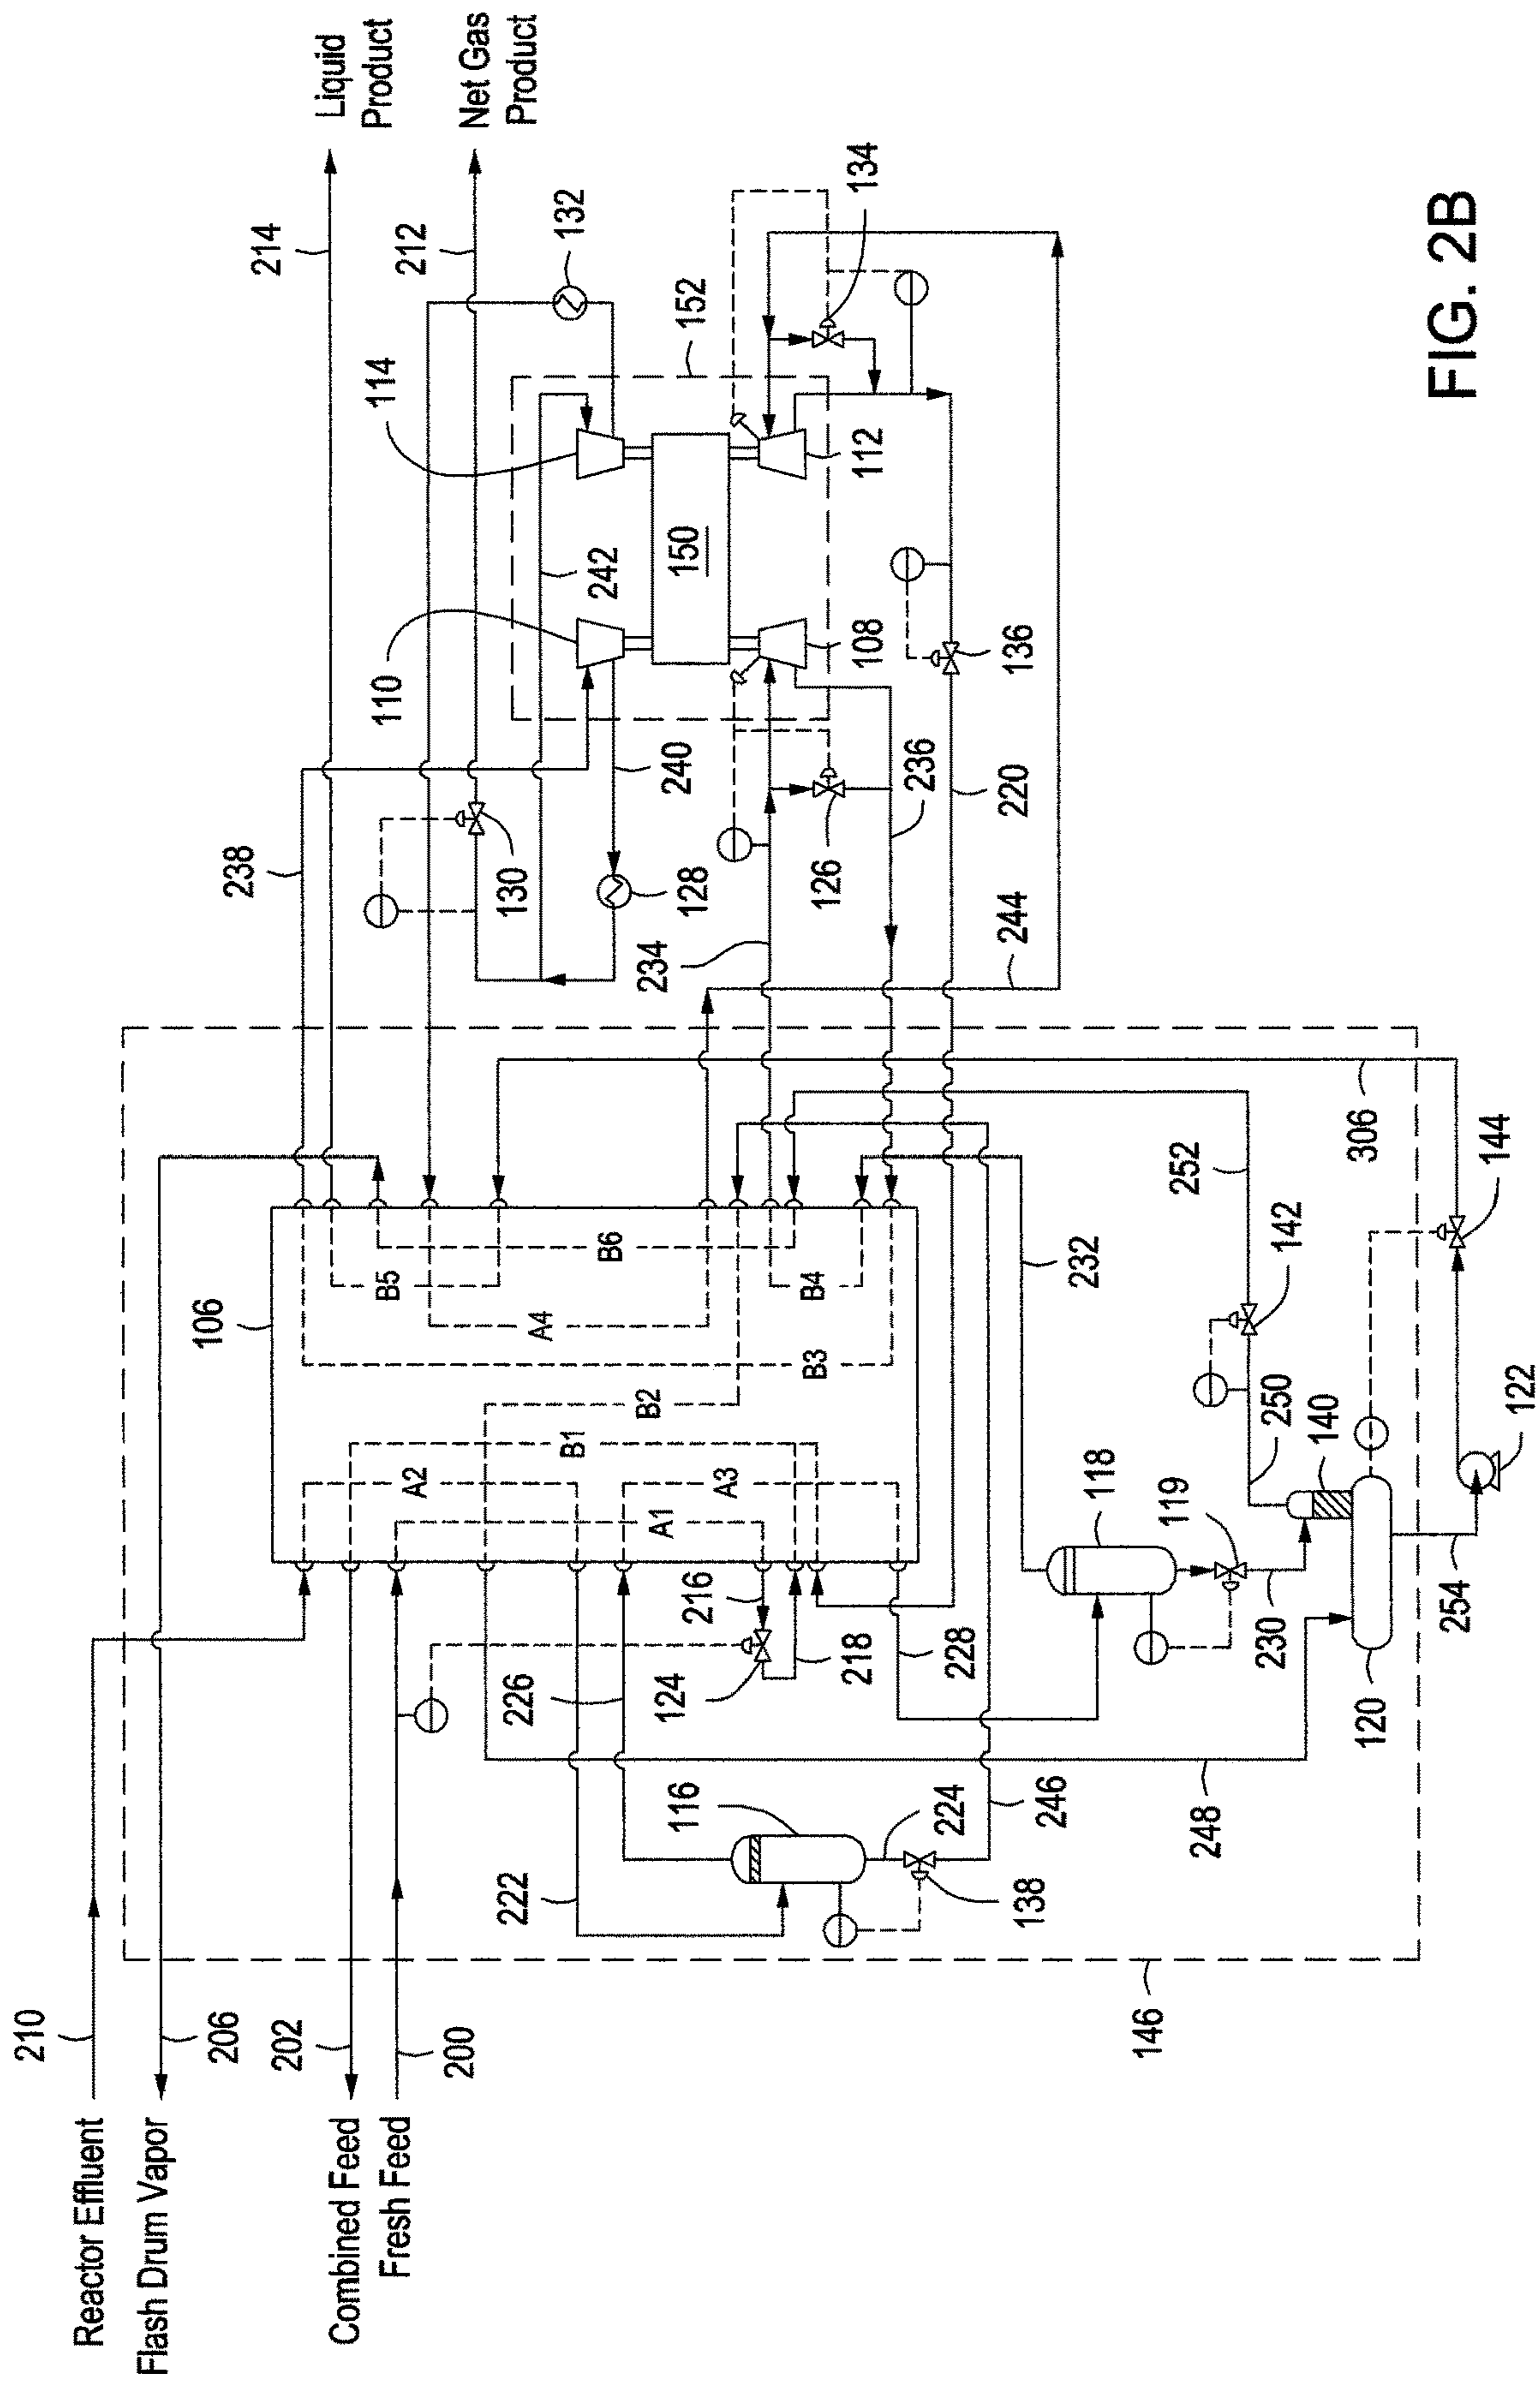 Reactor Effluent
210
Flash Drum Vapor
206
Combined Feed
202
Fresh Feed
200
Liquid
Product
214
Net Gas
Product
212
132
152
114
110
242
150
112
134
108
136
238
130
240
128
126
236
220
234
244
106
B5
B6
A4
B4
B3
B2
B1
A2
A3
A1
216
218
124
226
228
222
116
224
138
246
248
232
118
119
230
252
142
250
140
120
254
122
306
144
146
FIG. 2B